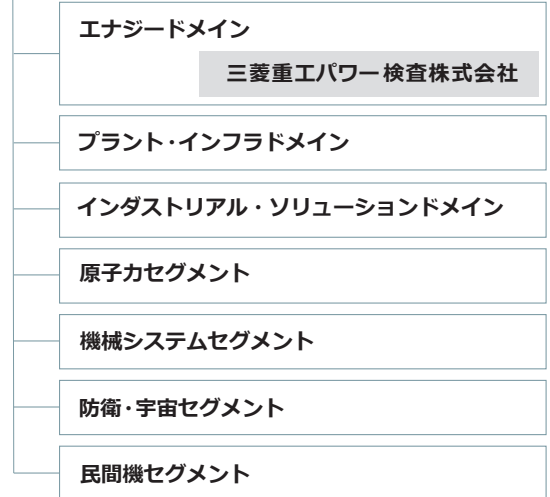 エナジードメイン
三菱重工パワー検査株式会社
プラント・インフラドメイン
インダストリアル・ソリューションドメイン
原子力セグメント
機械システムセグメント
防衛・宇宙セグメント
民間機セグメント